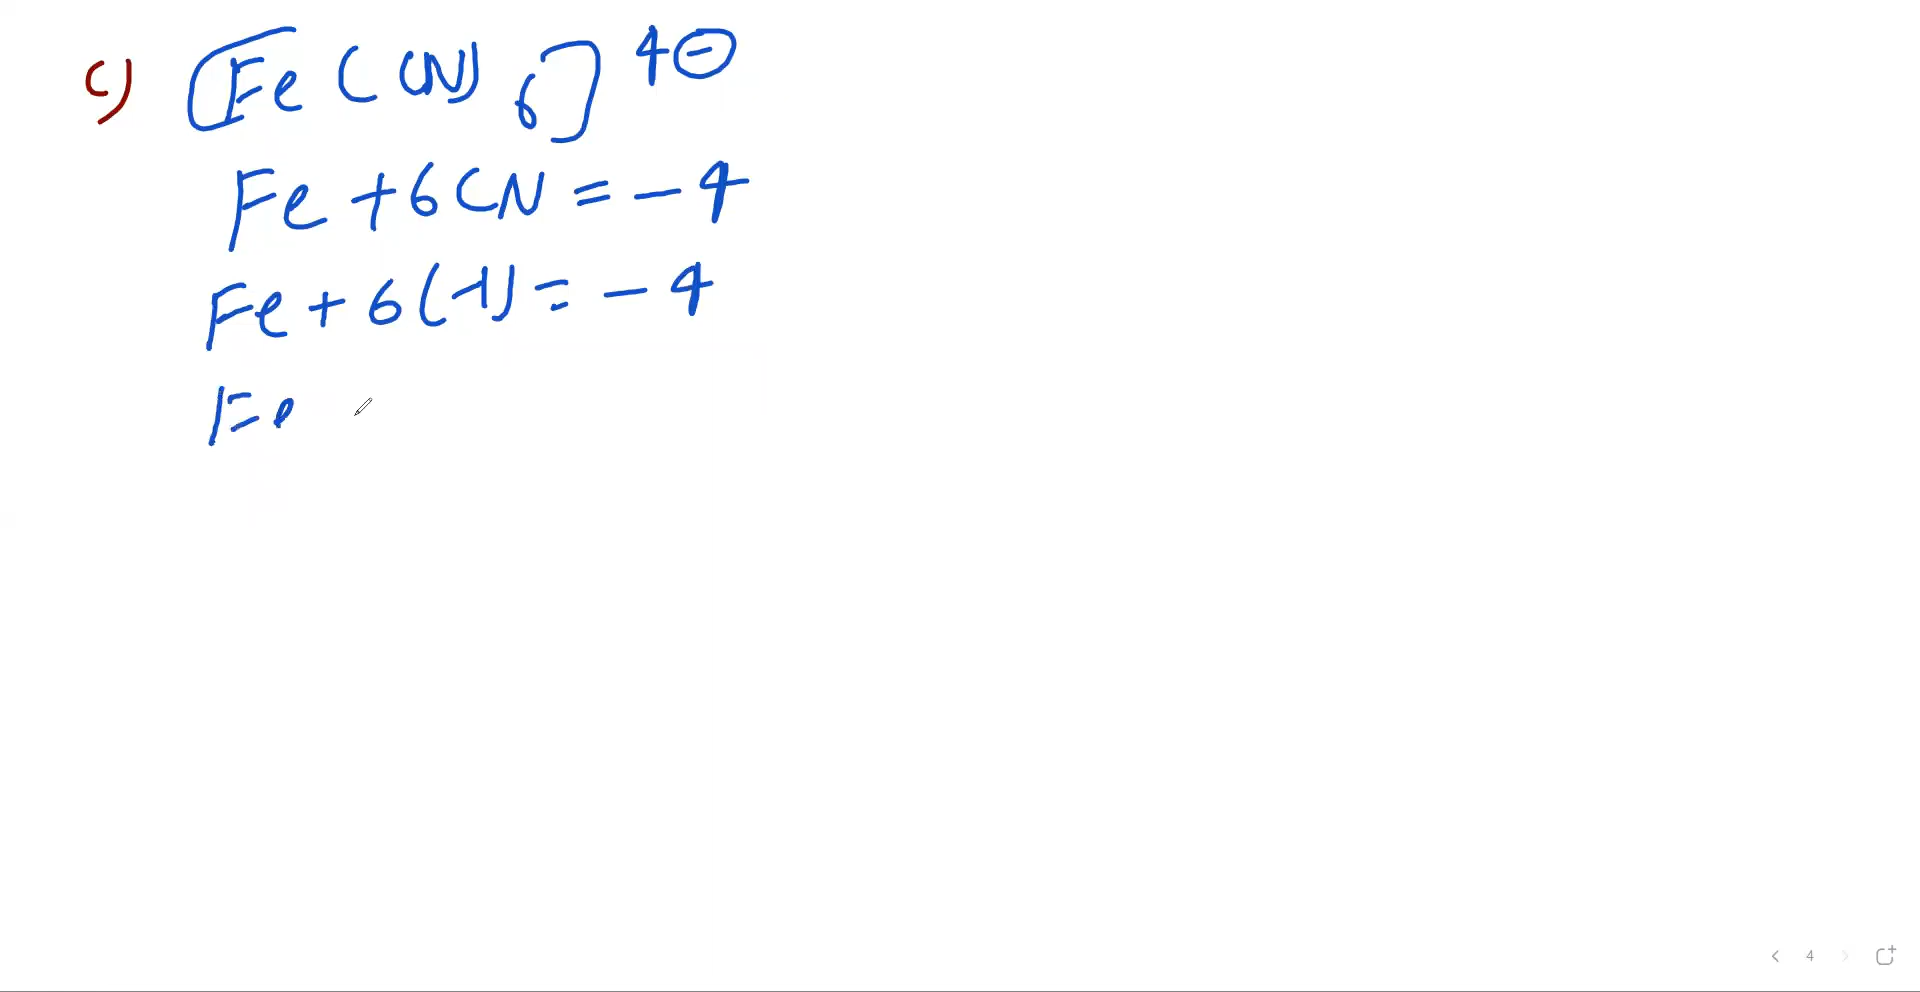 c) [Fe(CN)6]4⊖
Fe + 6CN = -4
Fe + 6(-1) = -4
Fe
4